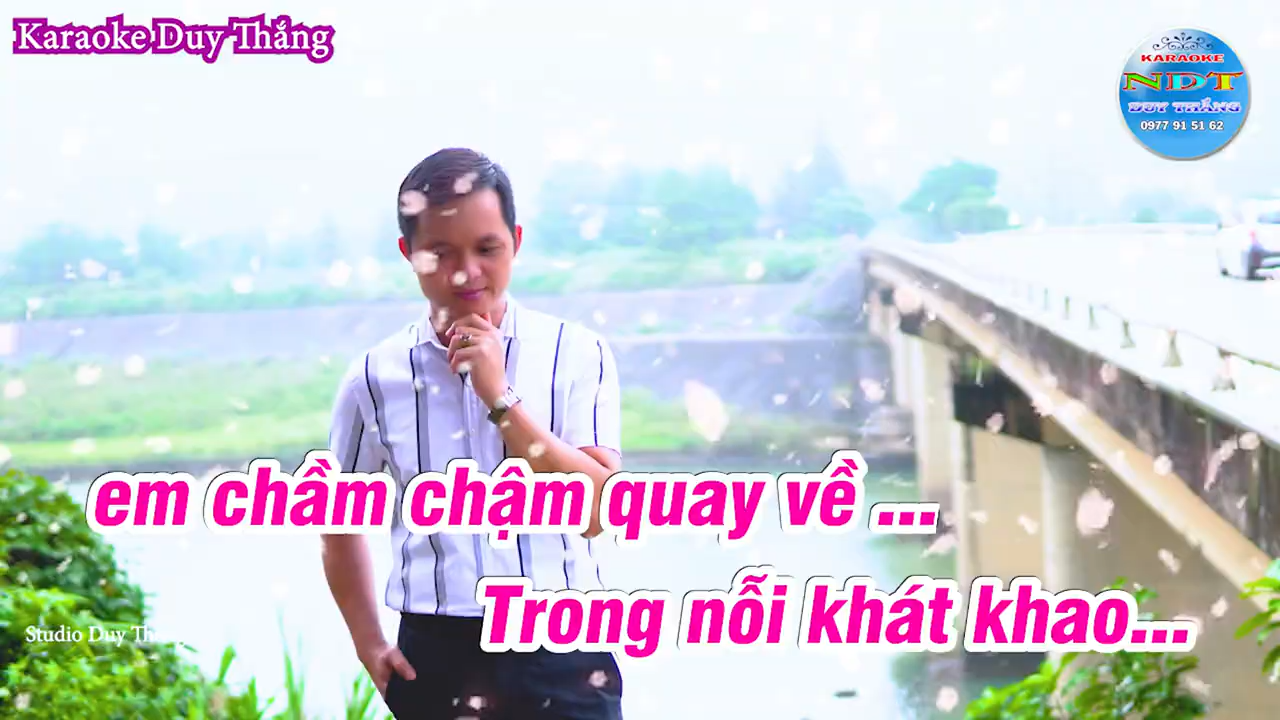 Karaoke Duy Thắng
KARAOKE
NDT
DUY THẮNG
0977 91 51 62
em chầm chậm quay về ...
Trong nỗi khát khao...
Studio Duy